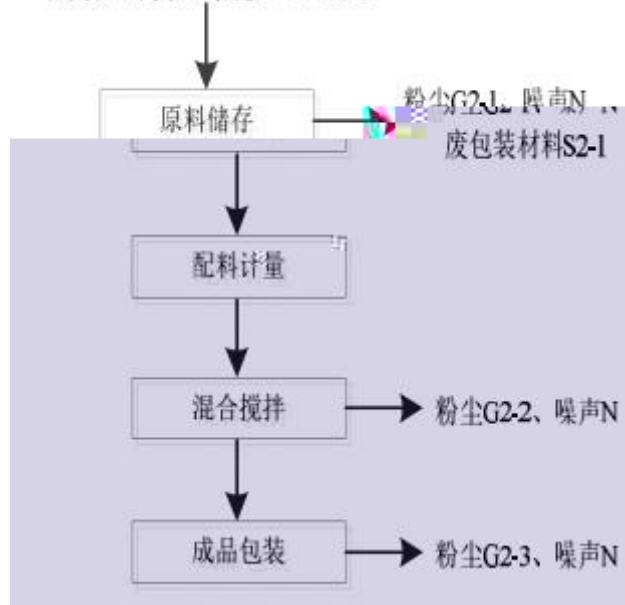 原料储存
粉尘G2-1、噪声N
废包装材料S2-1
配料计量
混合搅拌
粉尘G2-2、噪声N
成品包装
粉尘G2-3、噪声N